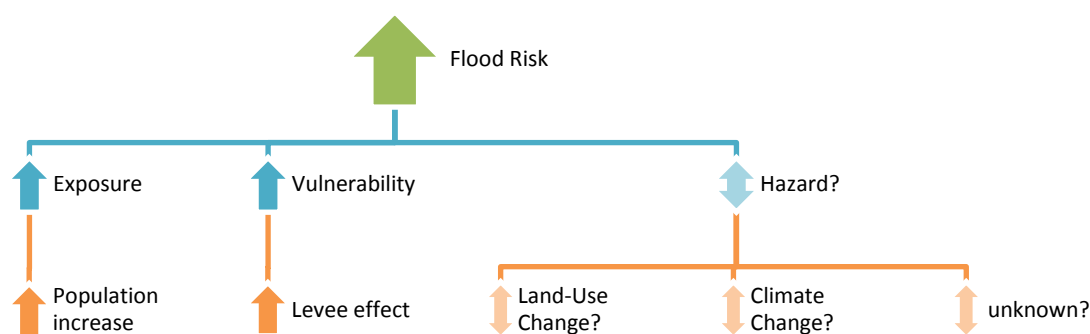 Flood Risk
Exposure
Vulnerability
Hazard?
Population
increase
Levee effect
Land-Use
Change?
Climate
Change?
unknown?